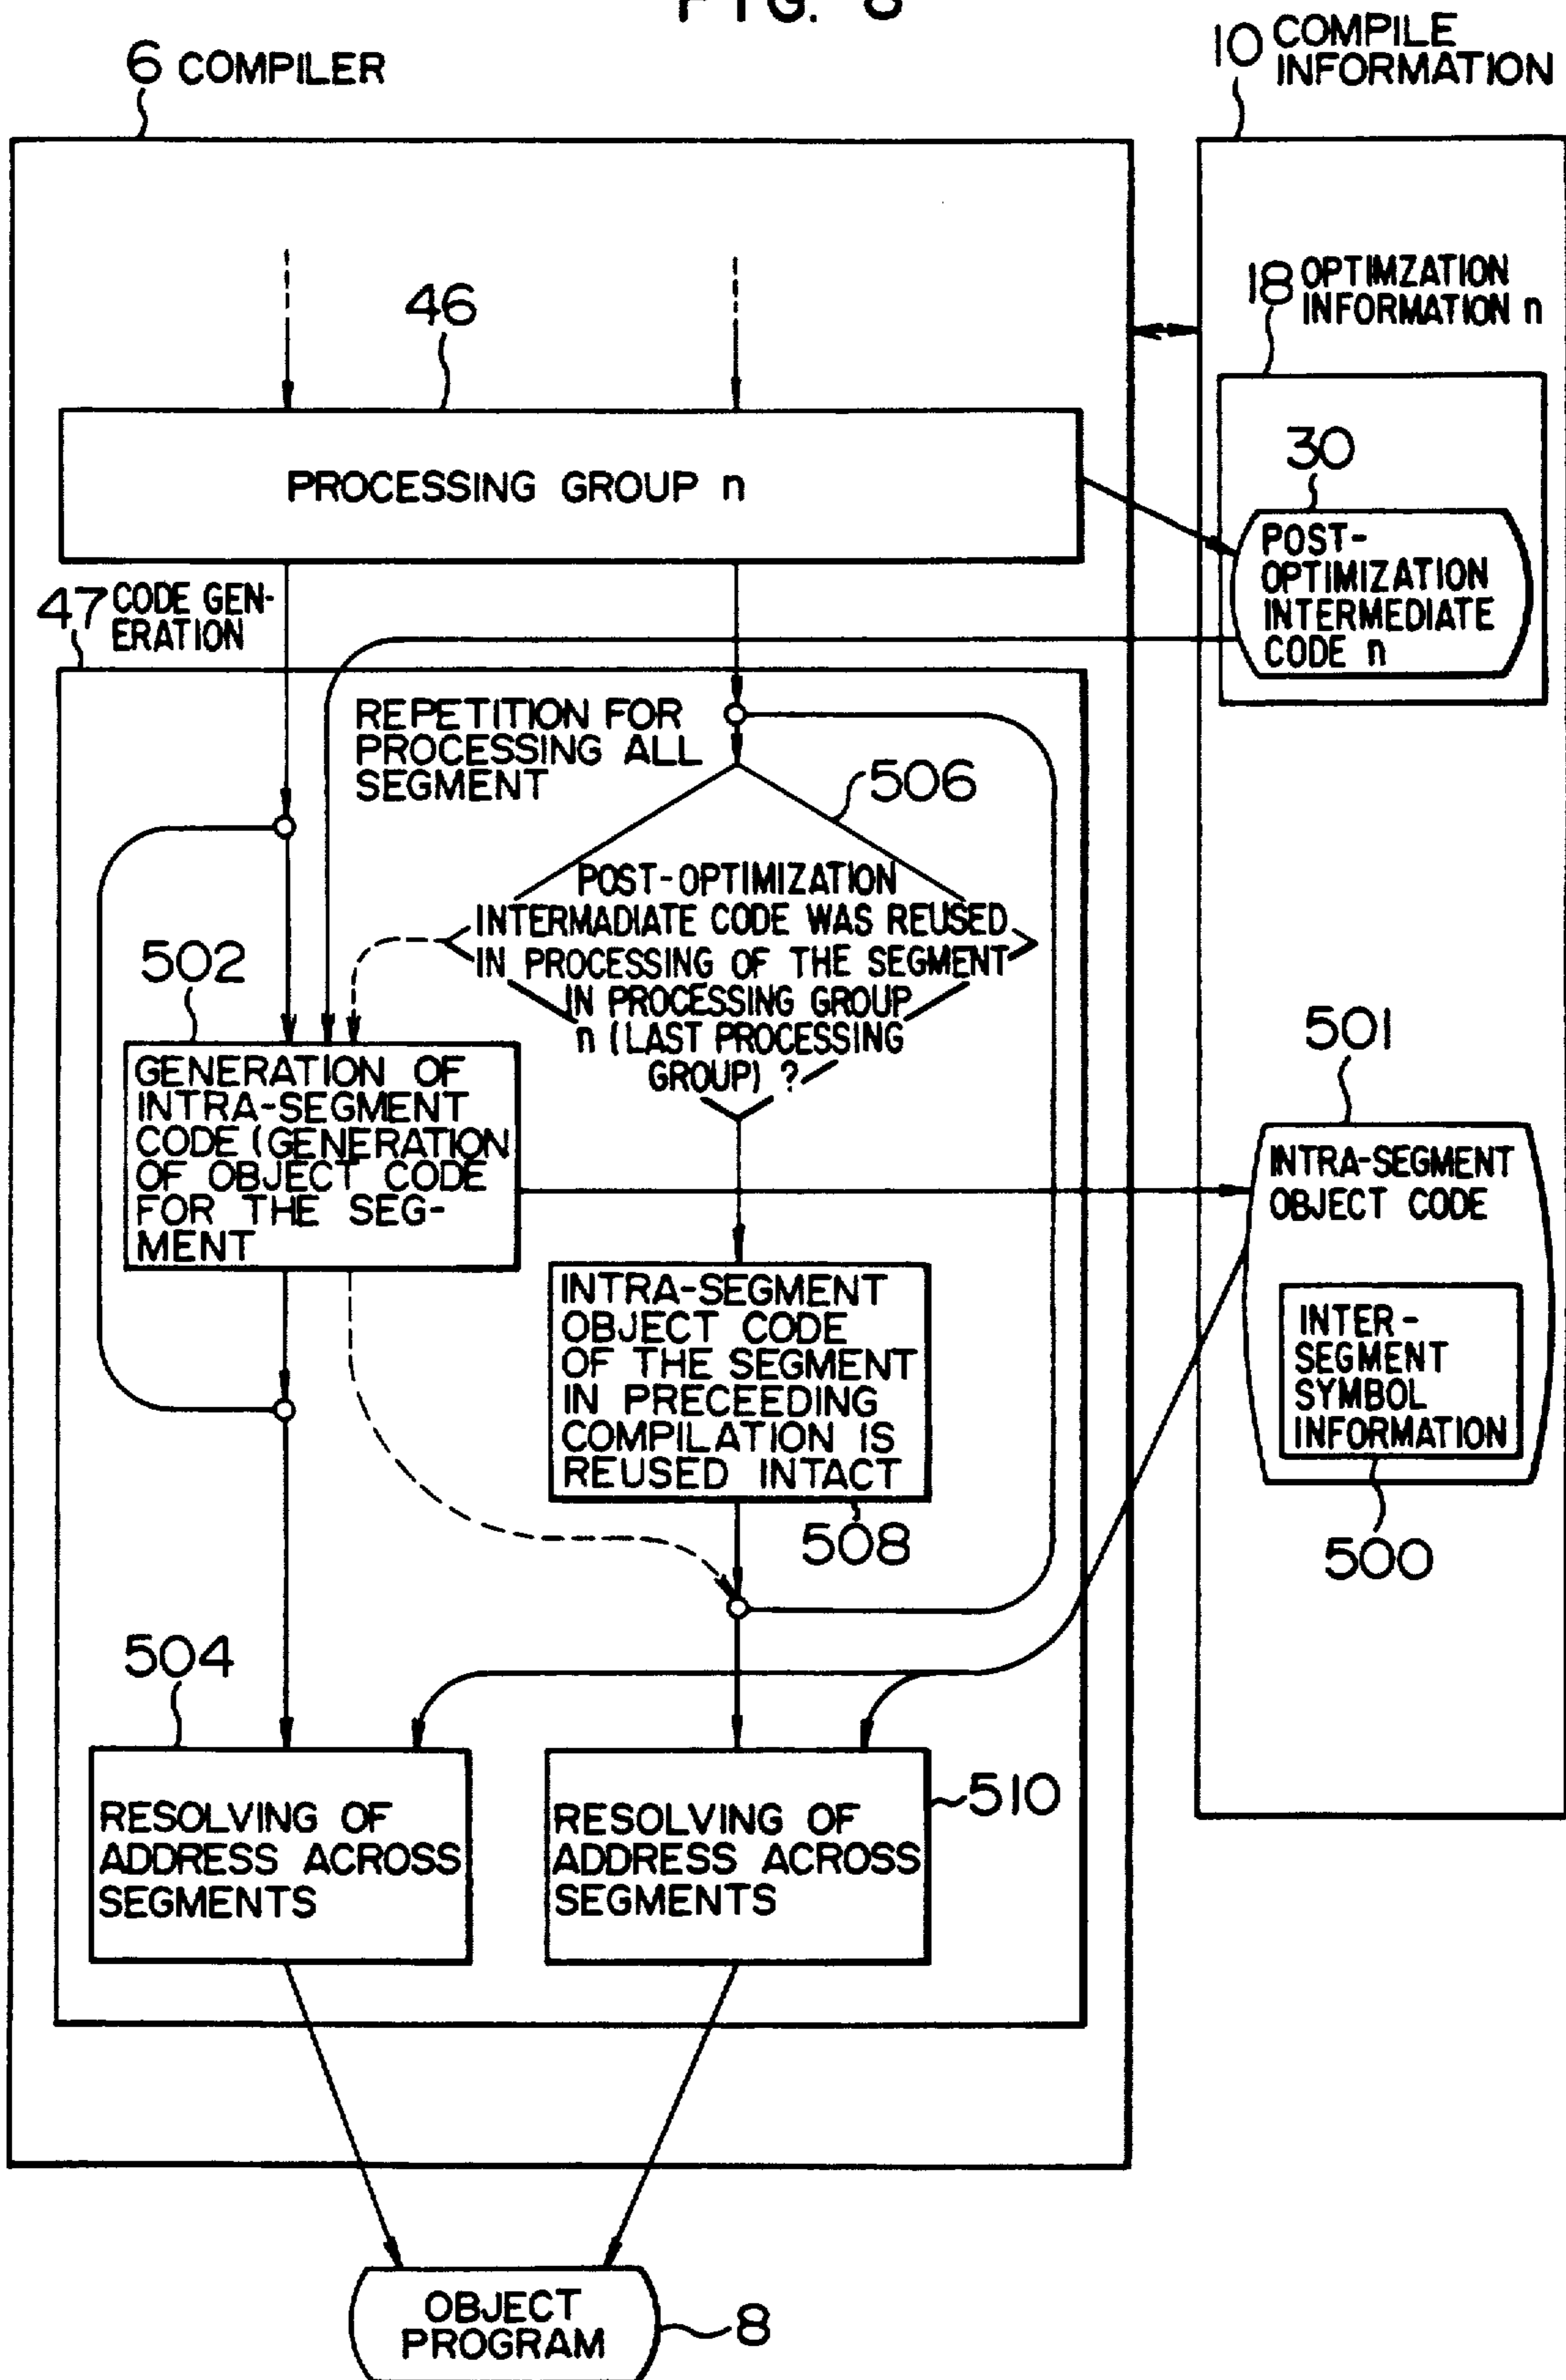 FIG. 8
6 COMPILER
10 COMPILE
INFORMATION
18 OPTIMZATION
INFORMATION n
46
PROCESSING GROUP n
30
POST-
OPTIMIZATION
INTERMEDIATE
CODE n
47 CODE GEN-
ERATION
REPETITION FOR
PROCESSING ALL
SEGMENT
506
POST-OPTIMIZATION
INTERMADIATE CODE WAS REUSED
IN PROCESSING OF THE SEGMENT
IN PROCESSING GROUP
n (LAST PROCESSING
GROUP) ?
502
GENERATION OF
INTRA-SEGMENT
CODE (GENERATION
OF OBJECT CODE
FOR THE SEG-
MENT
501
INTRA-SEGMENT
OBJECT CODE
INTER-
SEGMENT
SYMBOL
INFORMATION
500
INTRA-SEGMENT
OBJECT CODE
OF THE SEGMENT
IN PRECEEDING
COMPILATION IS
REUSED INTACT
508
504
RESOLVING OF
ADDRESS ACROSS
SEGMENTS
RESOLVING OF
ADDRESS ACROSS
SEGMENTS
510
OBJECT
PROGRAM
8